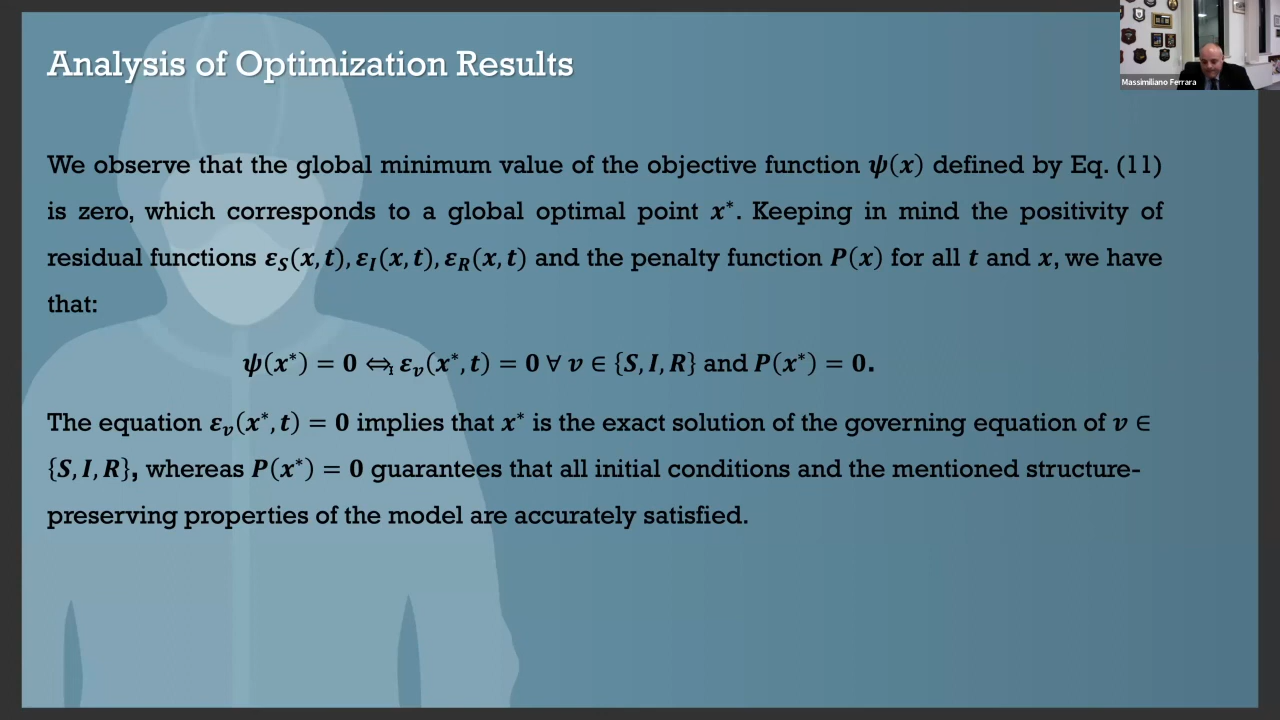 Analysis of Optimization Results
Massimiliano Ferrara
We observe that the global minimum value of the objective function ψ(x) defined by Eq. (11)
is zero, which corresponds to a global optimal point x*. Keeping in mind the positivity of
residual functions ε_S(x, t), ε_I(x, t), ε_R(x, t) and the penalty function P(x) for all t and x, we have
that:
ψ(x*) = 0 ⇔ ε_v(x*, t) = 0 ∀ v ∈ {S, I, R} and P(x*) = 0.
The equation ε_v(x*, t) = 0 implies that x* is the exact solution of the governing equation of v ∈
{S, I, R}, whereas P(x*) = 0 guarantees that all initial conditions and the mentioned structure-
preserving properties of the model are accurately satisfied.